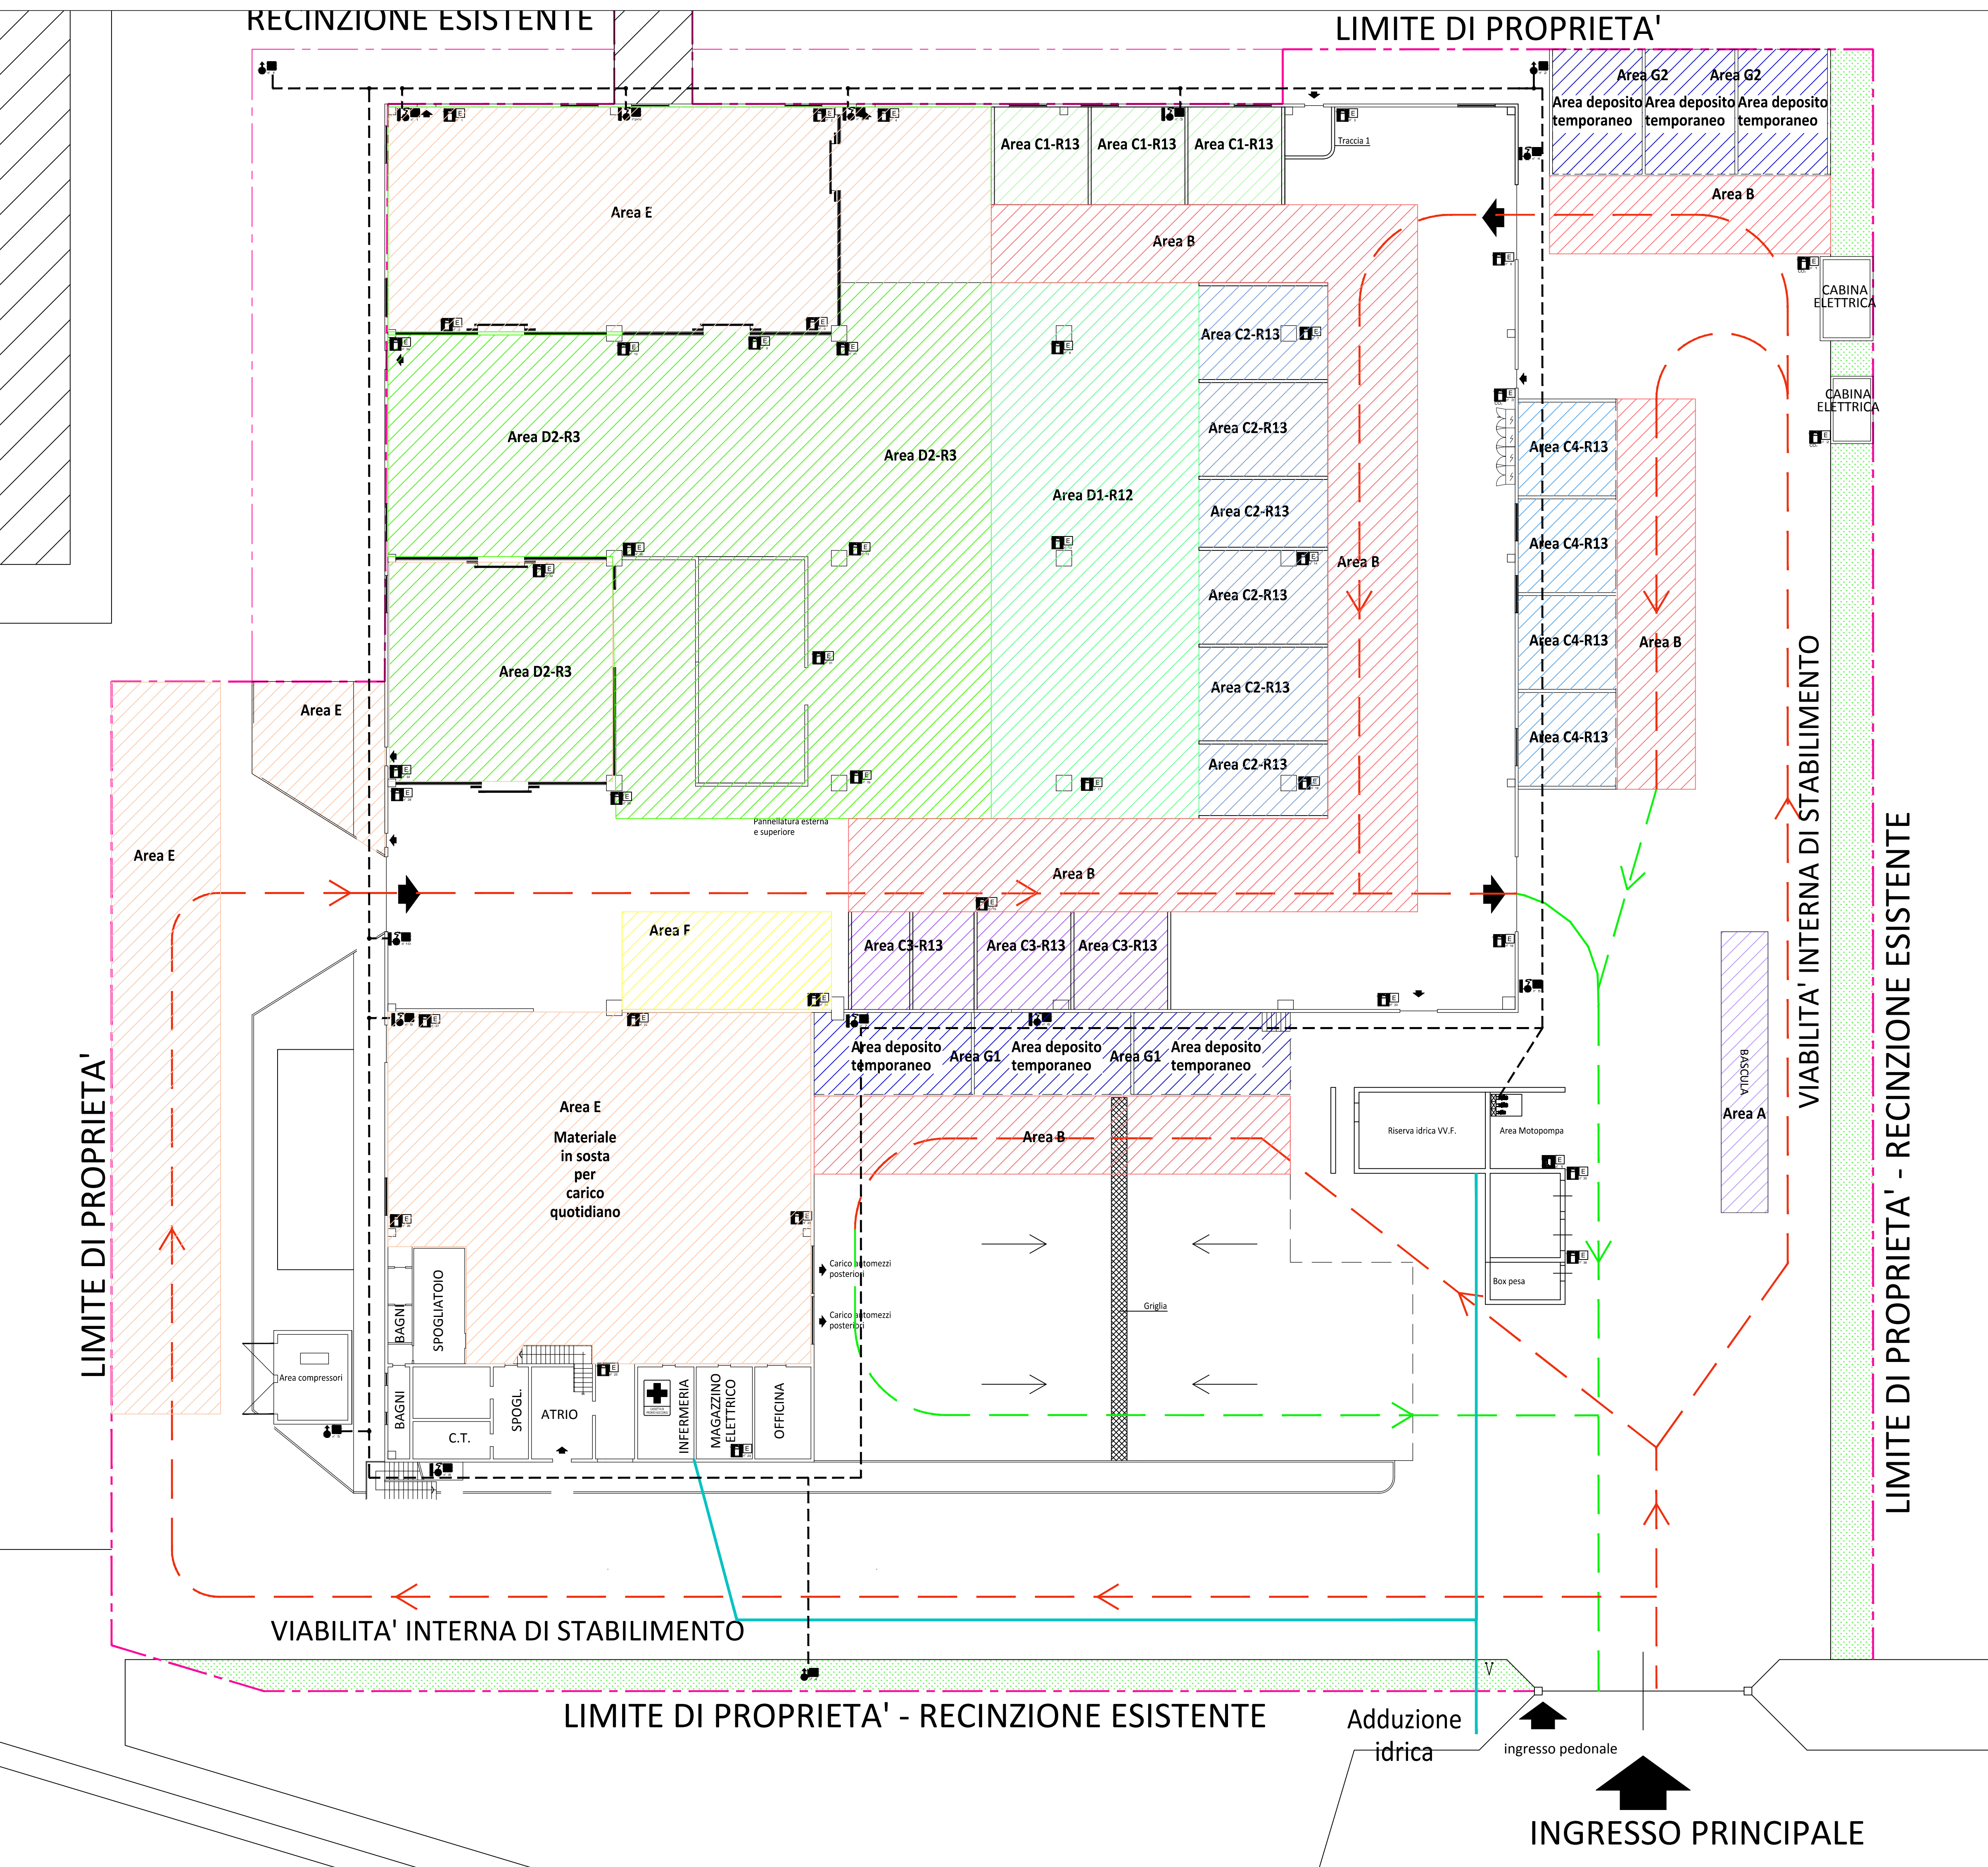 RECINZIONE ESISTENTE
LIMITE DI PROPRIETA'
Area G2
Area G2
Area deposito
temporaneo
Area deposito
temporaneo
Area deposito
temporaneo
Area B
Area C1-R13
Area C1-R13
Area C1-R13
Traccia 1
Area E
Area B
CABINA
ELETTRICA
CABINA
ELETTRICA
Area C2-R13
Area C2-R13
Area C2-R13
Area C2-R13
Area C2-R13
Area C2-R13
Area D2-R3
Area D2-R3
Area D1-R12
Area B
Area C4-R13
Area C4-R13
Area C4-R13
Area C4-R13
Area B
Area D2-R3
Area E
Area E
Pannellatura esterna
e superiore
Area B
Area F
Area C3-R13
Area C3-R13
Area C3-R13
VIABILITA' INTERNA DI STABILIMENTO
LIMITE DI PROPRIETA' - RECINZIONE ESISTENTE
LIMITE DI PROPRIETA'
Area deposito
temporaneo
Area G1
Area deposito
temporaneo
Area G1
Area deposito
temporaneo
BASCULA
Area A
Area E
Materiale
in sosta
per
carico
quotidiano
Area B
Riserva idrica VV.F.
Area Motopompa
Box pesa
Carico automezzi
posteriori
Carico automezzi
posteriori
Griglia
BAGNI
SPOGLIATOIO
Area compressori
BAGNI
C.T.
SPOGL.
ATRIO
INFERMERIA
MAGAZZINO
ELETTRICO
OFFICINA
VIABILITA' INTERNA DI STABILIMENTO
V
LIMITE DI PROPRIETA' - RECINZIONE ESISTENTE
Adduzione
idrica
ingresso pedonale
INGRESSO PRINCIPALE